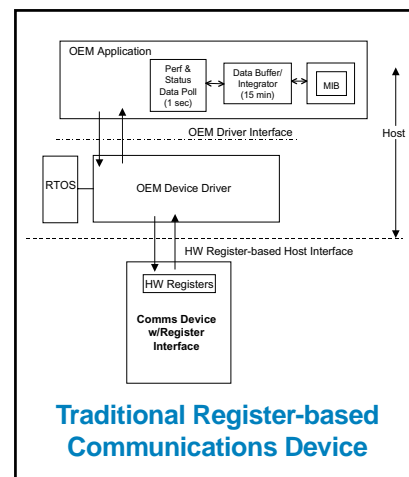 OEM Application
Perf &
Status
Data Poll
(1 sec)
Data Buffer/
Integrator
(15 min)
MIB
OEM Driver Interface
Host
RTOS
OEM Device Driver
HW Register-based Host Interface
HW Registers
Comms Device
w/Register
Interface
Traditional Register-based
Communications Device